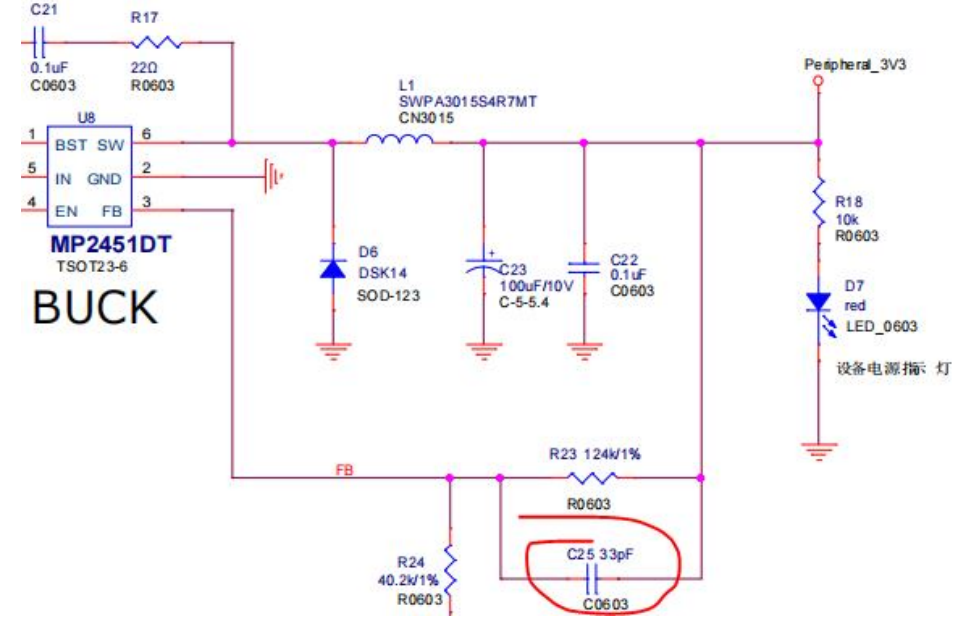 C21
0.1uF
C0603
R17
22Ω
R0603
U8
1 BST SW 6
5 IN GND 2
4 EN FB 3
MP2451DT
TSOT23-6
BUCK
L1
SWPA3015S4R7MT
CN3015
D6
DSK14
SOD-123
+
C23
100uF/10V
C-5-5.4
C22
0.1uF
C0603
Peripheral_3V3
R18
10k
R0603
D7
red
LED_0603
设备电源指示 灯
FB
R23 124k/1%
R0603
R24
40.2k/1%
R0603
C25 33pF
C0603